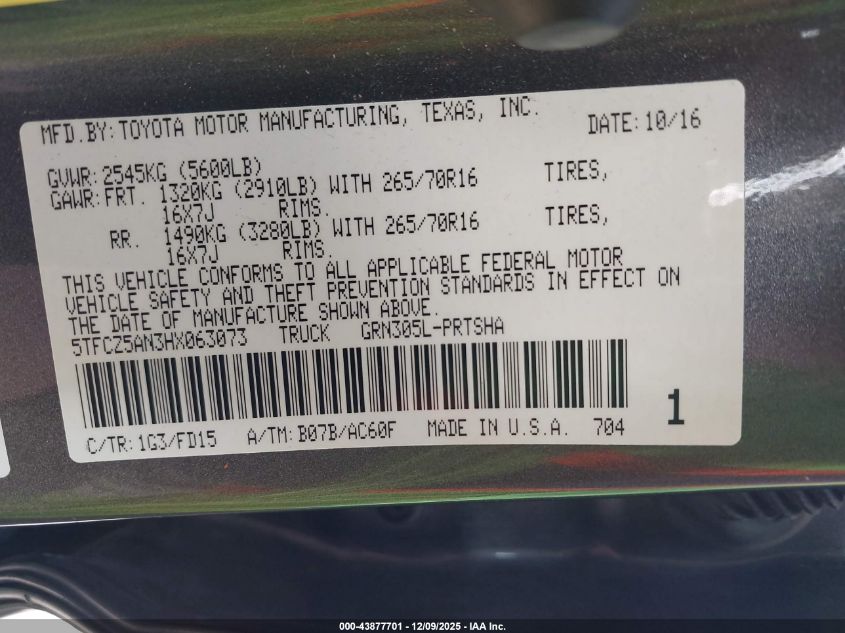 MFD.BY: TOYOTA MOTOR MANUFACTURING, TEXAS, INC. DATE: 10/16
GVWR: 2545KG (5600LB)
GAWR: FRT. 1320KG (2910LB) WITH 265/70R16 TIRES,
16X7J RIMS.
RR. 1490KG (3280LB) WITH 265/70R16 TIRES,
16X7J RIMS.
THIS VEHICLE CONFORMS TO ALL APPLICABLE FEDERAL MOTOR
VEHICLE SAFETY AND THEFT PREVENTION STANDARDS IN EFFECT ON
THE DATE OF MANUFACTURE SHOWN ABOVE.
5TFCZ5AN3HX063073 TRUCK GRN305L-PRTSHA
1
C/TR: 1G3/FD15 A/TM: B07B/AC60F MADE IN U.S.A. 704
000-43877701 - 12/09/2025 - IAA Inc.